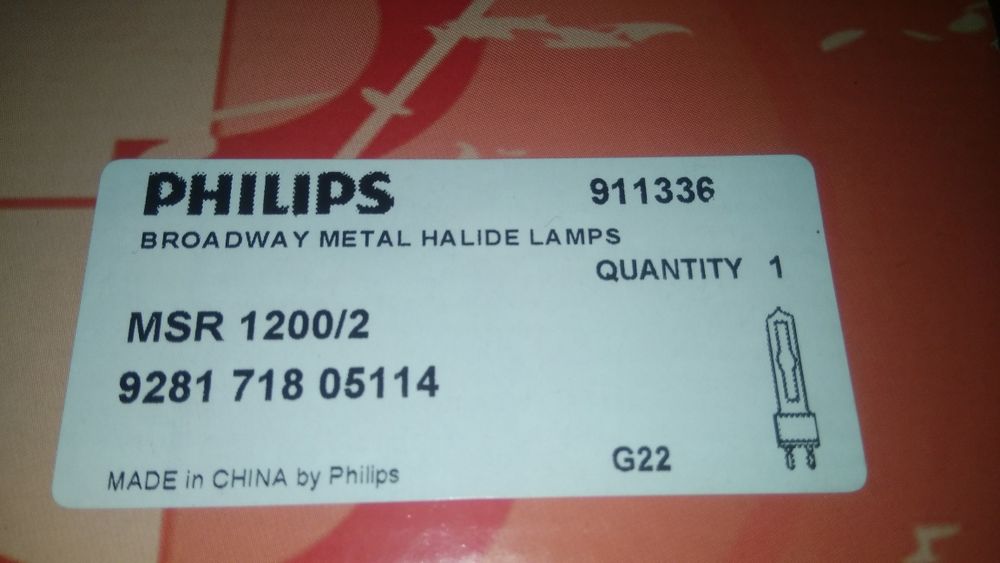 PHILIPS 911336
BROADWAY METAL HALIDE LAMPS
QUANTITY 1
MSR 1200/2
9281 718 05114
G22
MADE in CHINA by Philips